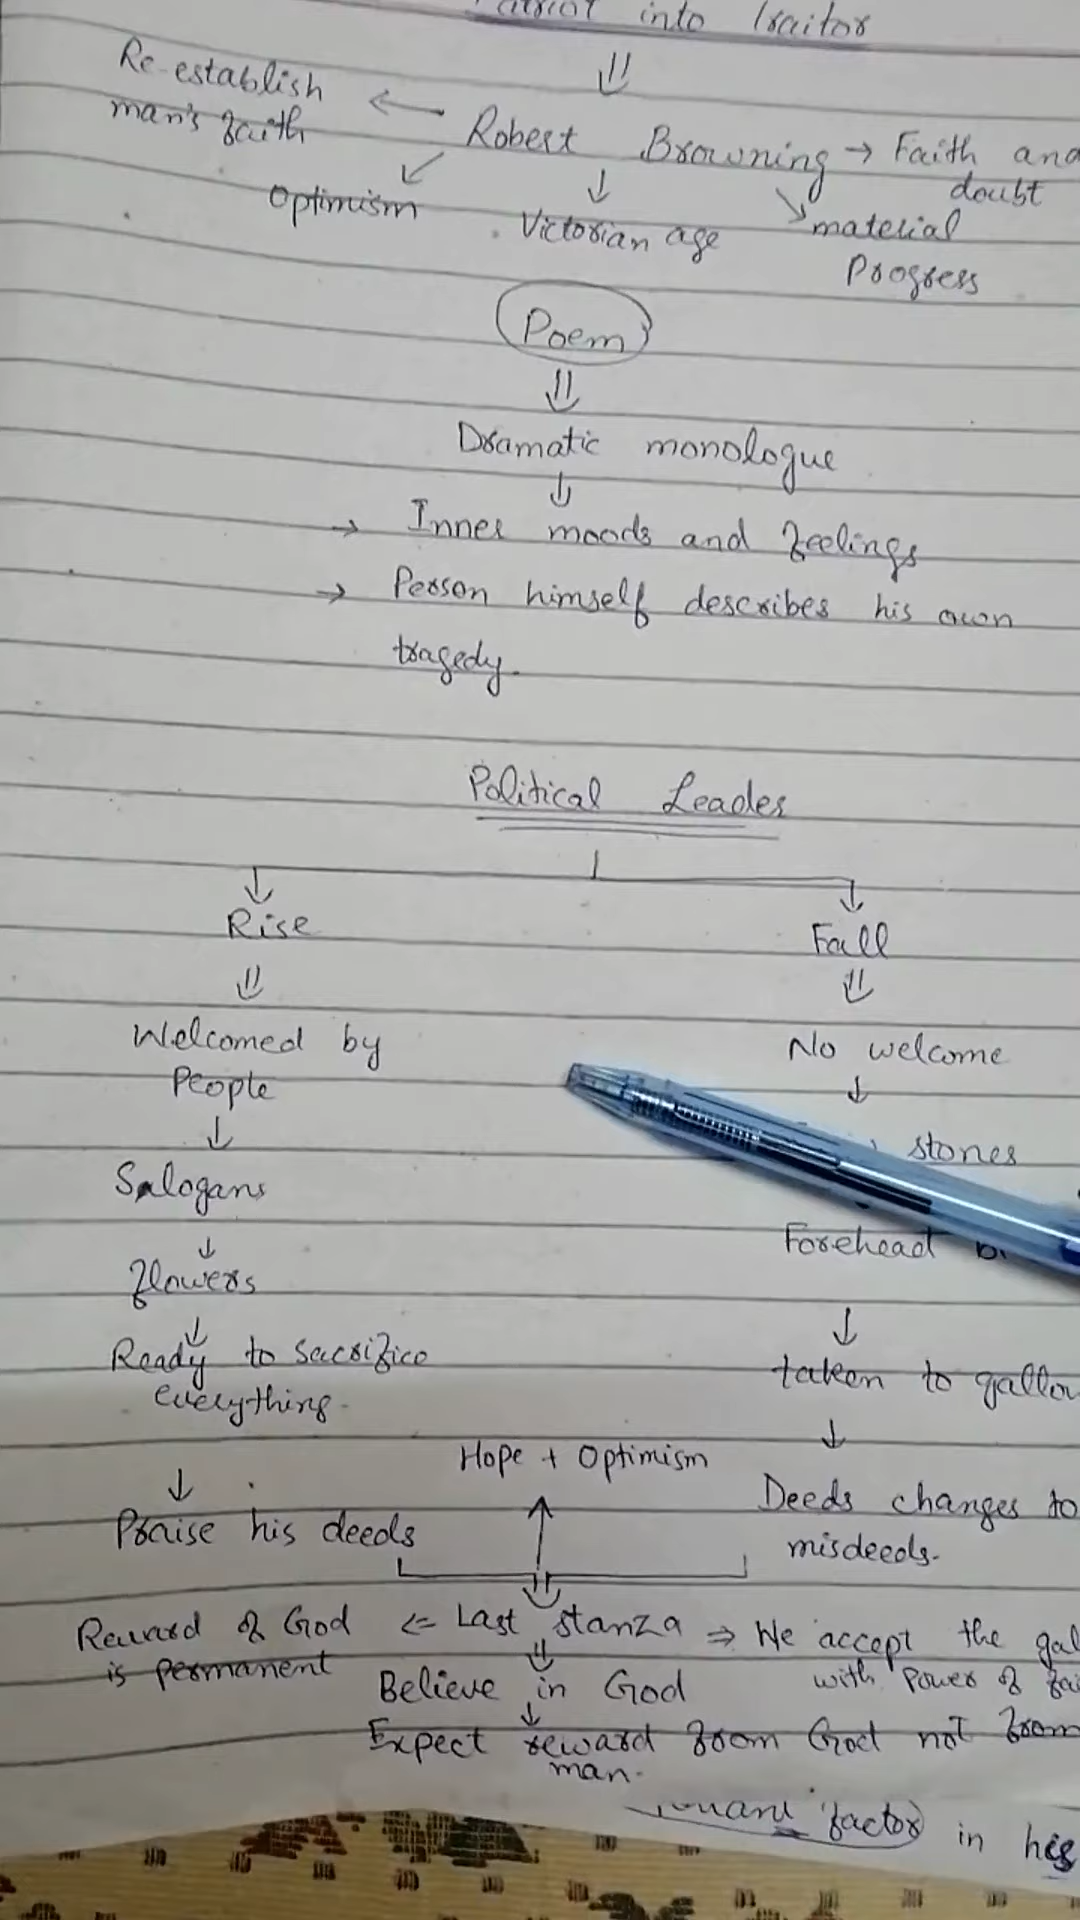 into Traitor
Re-establish
man's faith
Robert Browning → Faith and
doubt
Optimism
Victorian age
material
Progress
Poem
Dramatic monologue
→ Inner moods and feelings
→ Person himself describes his own
tragedy.
Political Leader
Rise
Fall
Welcomed by
People
No welcome
stones
Salogans
Forehead
flowers
Ready to sacrifice
everything.
taken to
Hope + Optimism
Praise his deeds
Deeds changes to
misdeeds.
Reward of God
is permanent
⇐ Last stanza ⇒ We accept the
with Power of
Believe in God
Expect reward from God not from
man.
factor in his